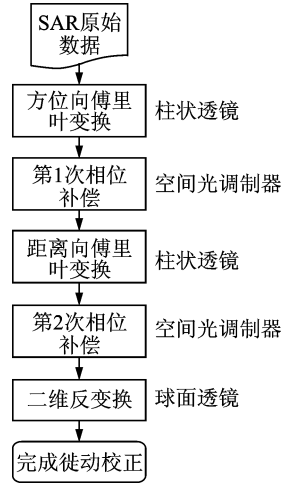 SAR原始
数据
方位向傅里
叶变换
柱状透镜
第1次相位
补偿
空间光调制器
距离向傅里
叶变换
柱状透镜
第2次相位
补偿
空间光调制器
二维反变换
球面透镜
完成徙动校正